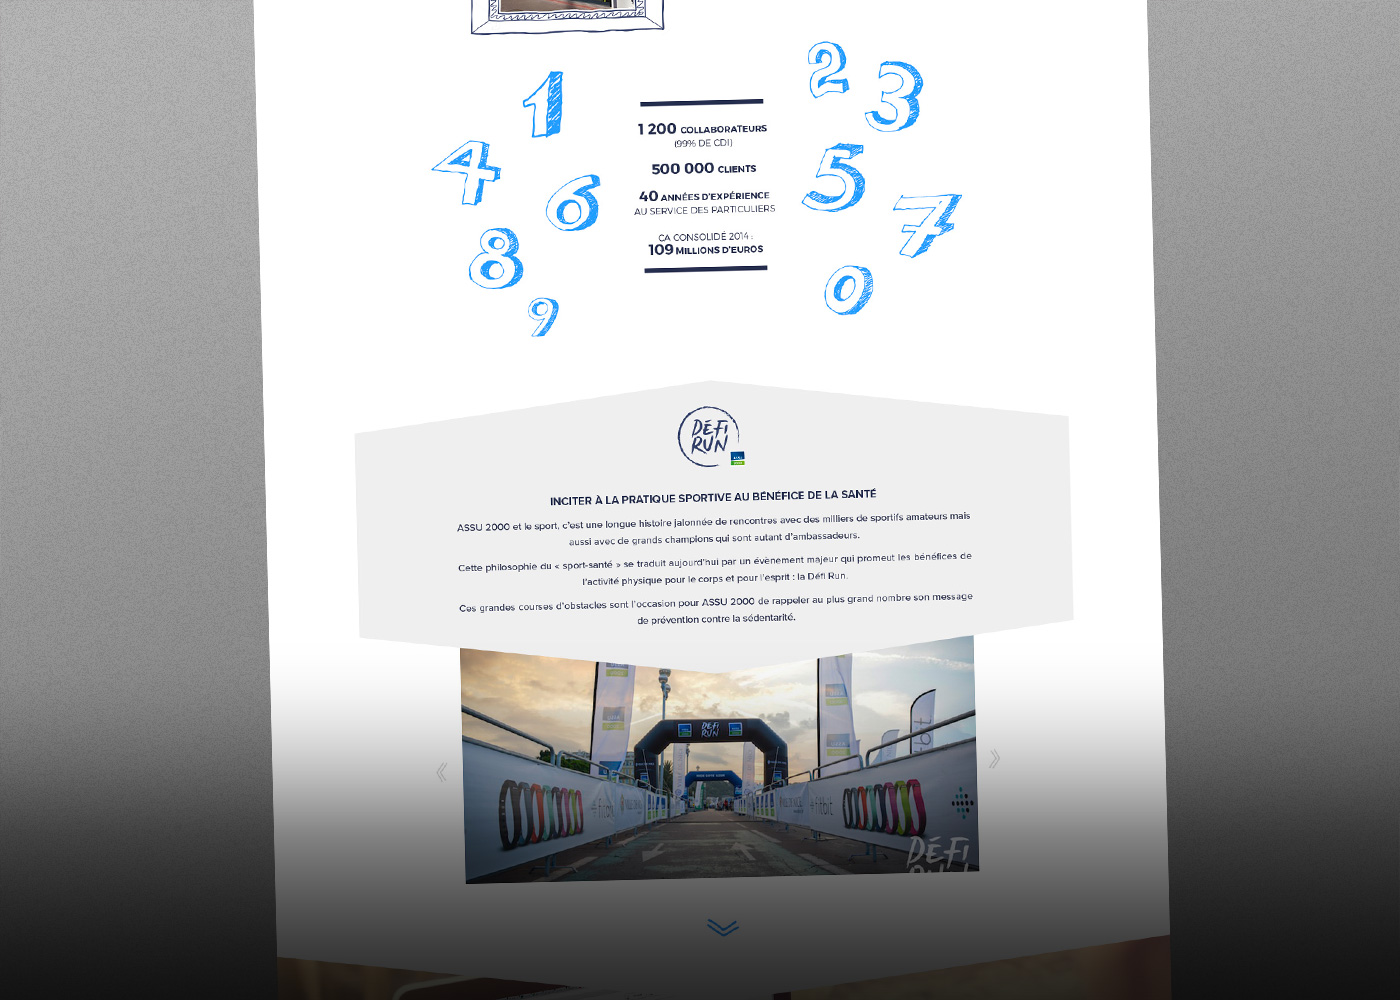 1
2
3
4
5
6
7
8
9
0
1 200 COLLABORATEURS
(99% DE CDI)
500 000 CLIENTS
40 ANNÉES D'EXPÉRIENCE
AU SERVICE DES PARTICULIERS
CA CONSOLIDÉ 2014 :
109 MILLIONS D'EUROS
DÉFI
RUN
INCITER À LA PRATIQUE SPORTIVE AU BÉNÉFICE DE LA SANTÉ
ASSU 2000 et le sport, c'est une longue histoire jalonnée de rencontres avec des milliers de sportifs amateurs mais
aussi avec de grands champions qui sont autant d'ambassadeurs.
Cette philosophie du « sport-santé » se traduit aujourd'hui par un évènement majeur qui promeut les bénéfices de
l'activité physique pour le corps et pour l'esprit : la Défi Run.
Ces grandes courses d'obstacles sont l'occasion pour ASSU 2000 de rappeler au plus grand nombre son message
de prévention contre la sédentarité.
DÉFI
RUN
fitbit
fitbit
DÉFI